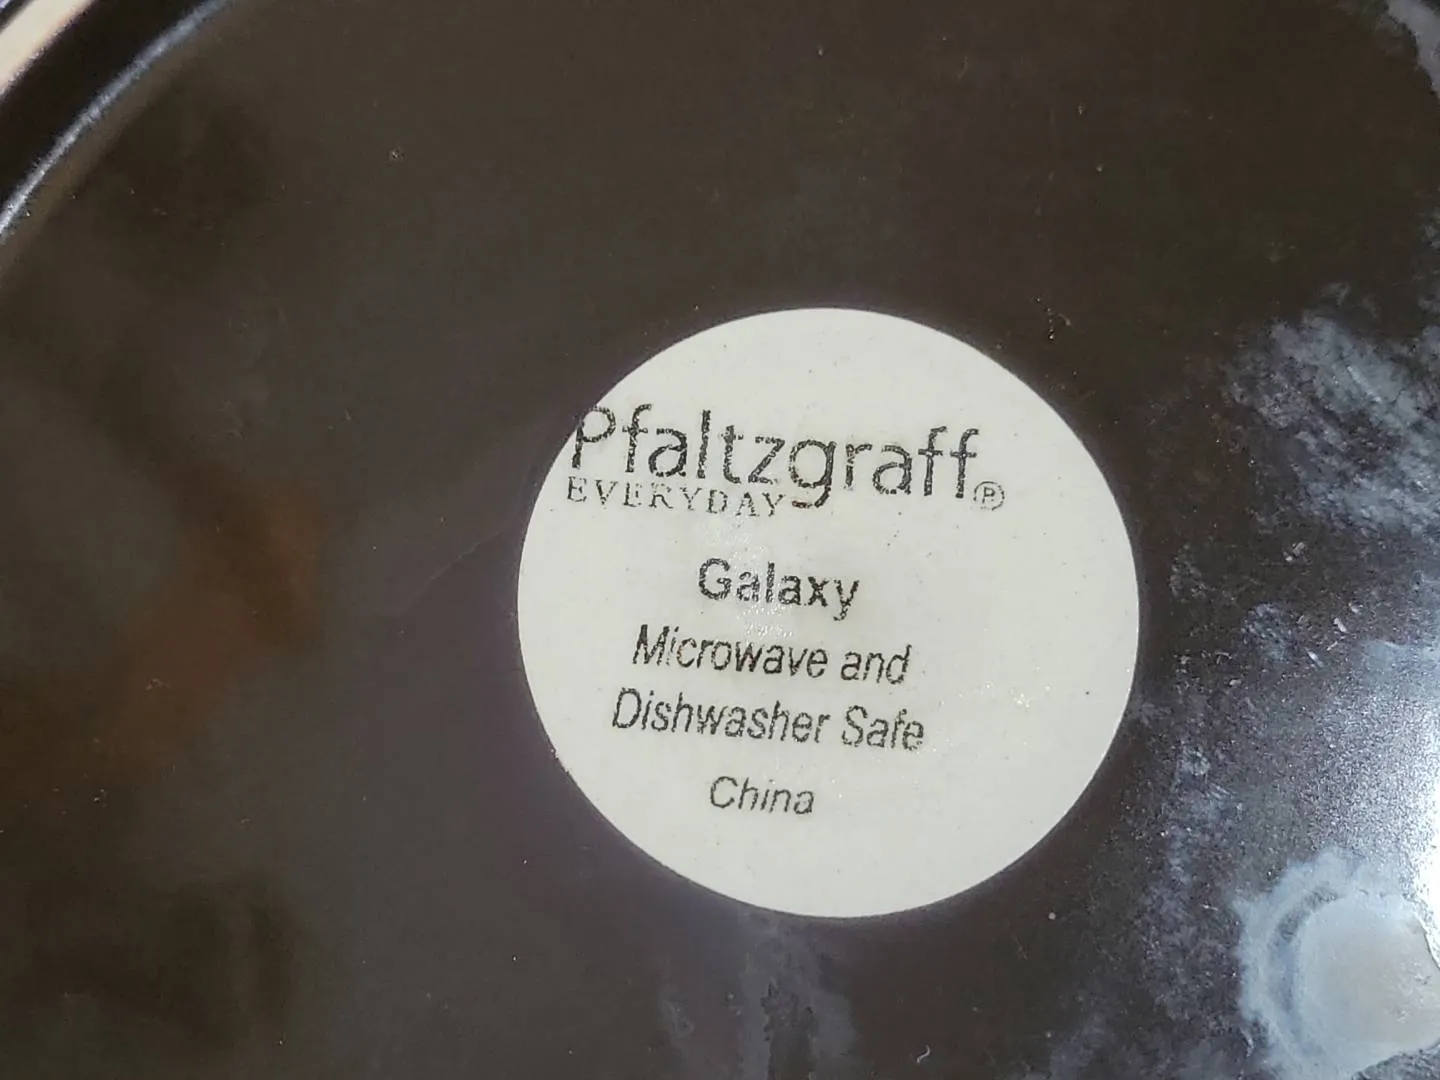 Pfaltzgraff®
EVERYDAY
Galaxy
Microwave and
Dishwasher Safe
China